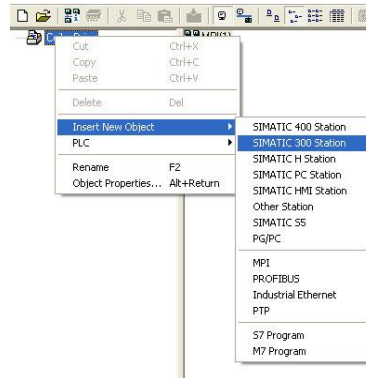 MPI(1)
Cut Ctrl+X
Copy Ctrl+C
Paste Ctrl+V
Delete Del
Insert New Object
PLC
Rename F2
Object Properties... Alt+Return
SIMATIC 400 Station
SIMATIC 300 Station
SIMATIC H Station
SIMATIC PC Station
SIMATIC HMI Station
Other Station
SIMATIC S5
PG/PC
MPI
PROFIBUS
Industrial Ethernet
PTP
S7 Program
M7 Program